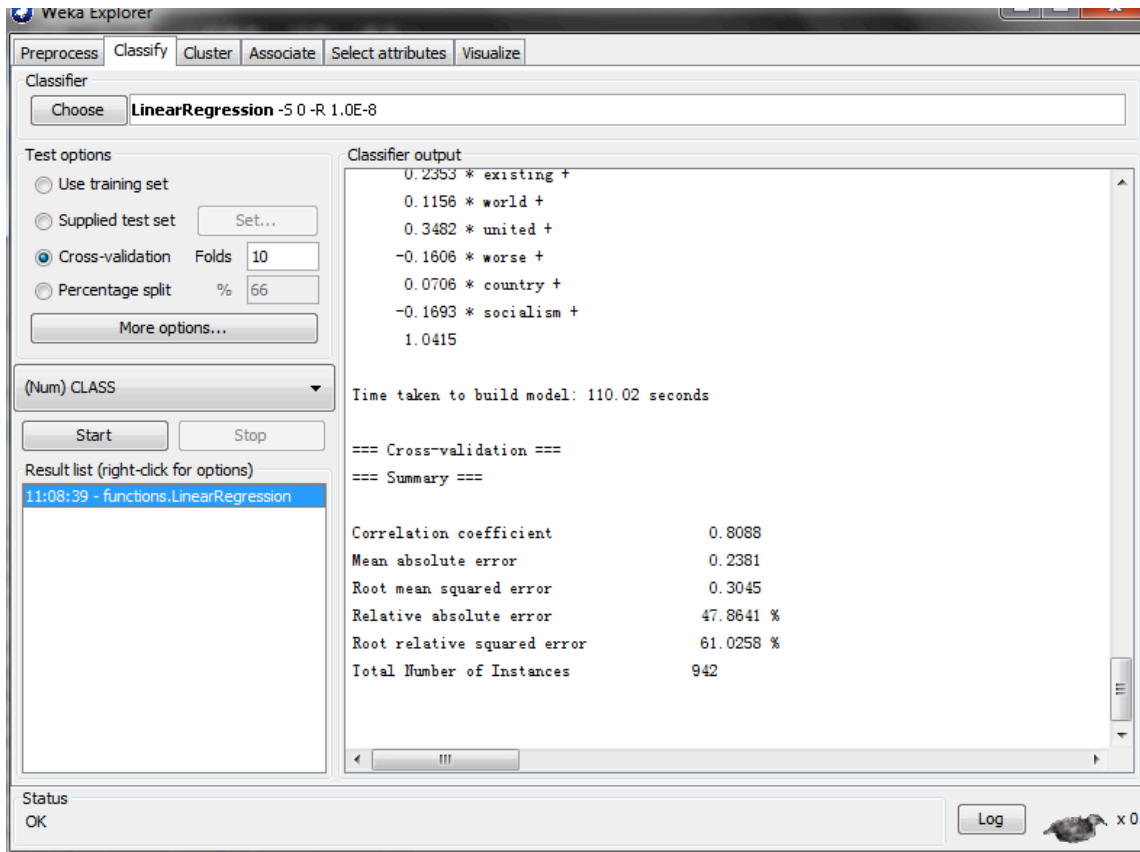 Weka Explorer
Preprocess Classify Cluster Associate Select attributes Visualize
Classifier
Choose LinearRegression -S 0 -R 1.0E-8
Test options
Use training set
Supplied test set Set...
Cross-validation Folds 10
Percentage split % 66
More options...
(Num) CLASS
Start Stop
Result list (right-click for options)
11:08:39 - functions.LinearRegression
Classifier output
0.2353 * existing +
0.1156 * world +
0.3482 * united +
-0.1606 * worse +
0.0706 * country +
-0.1693 * socialism +
1.0415
Time taken to build model: 110.02 seconds
=== Cross-validation ===
=== Summary ===
Correlation coefficient 0.8088
Mean absolute error 0.2381
Root mean squared error 0.3045
Relative absolute error 47.8641 %
Root relative squared error 61.0258 %
Total Number of Instances 942
Status
OK
Log x 0